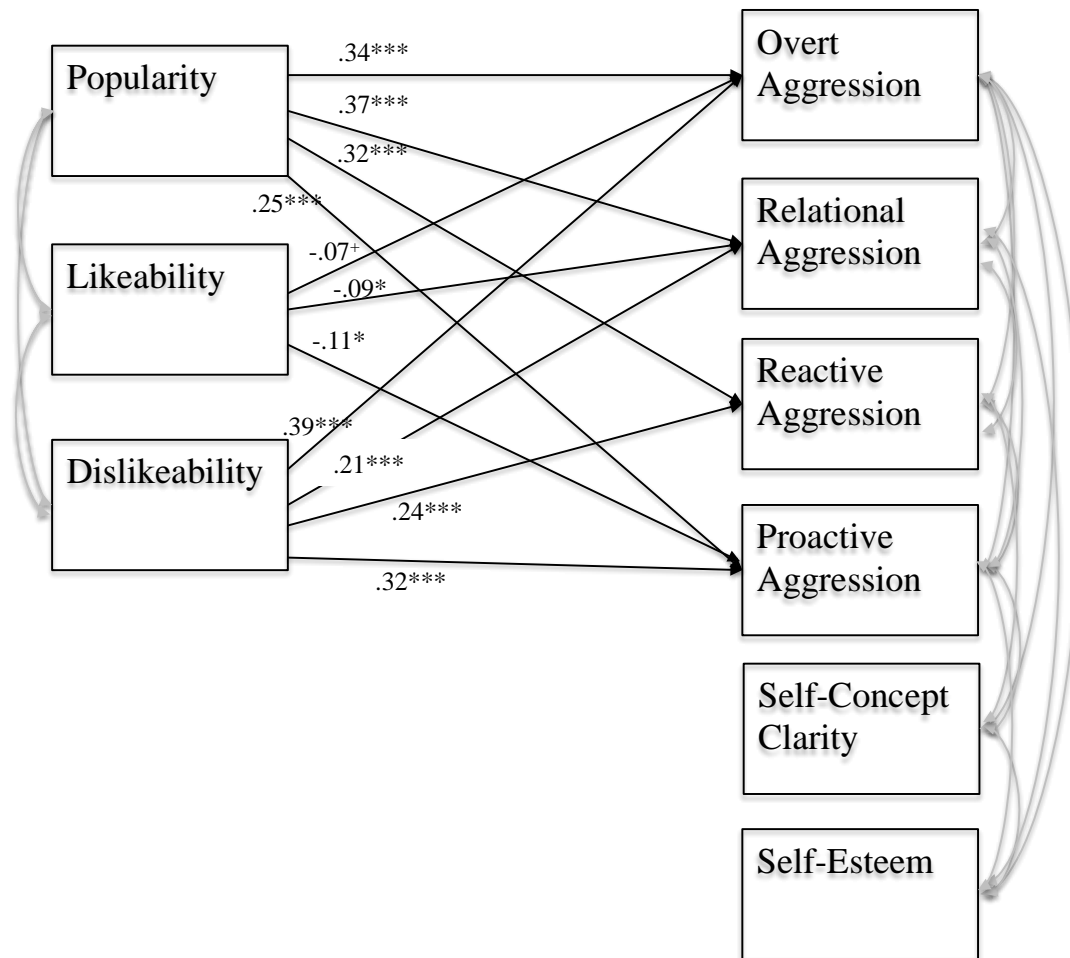 Popularity
Likeability
Dislikeability
.34***
.37***
.32***
.25***
-.07⁺
-.09*
-.11*
.39***
.21***
.24***
.32***
Overt
Aggression
Relational
Aggression
Reactive
Aggression
Proactive
Aggression
Self-Concept
Clarity
Self-Esteem